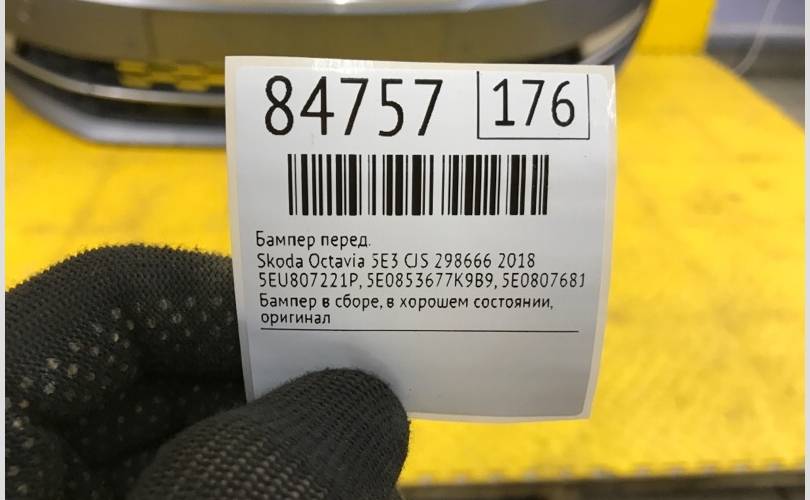 84757 176
Бампер перед.
Skoda Octavia 5E3 CJS 298666 2018
5EU807221P, 5E0853677K9B9, 5E0807681
Бампер в сборе, в хорошем состоянии,
оригинал